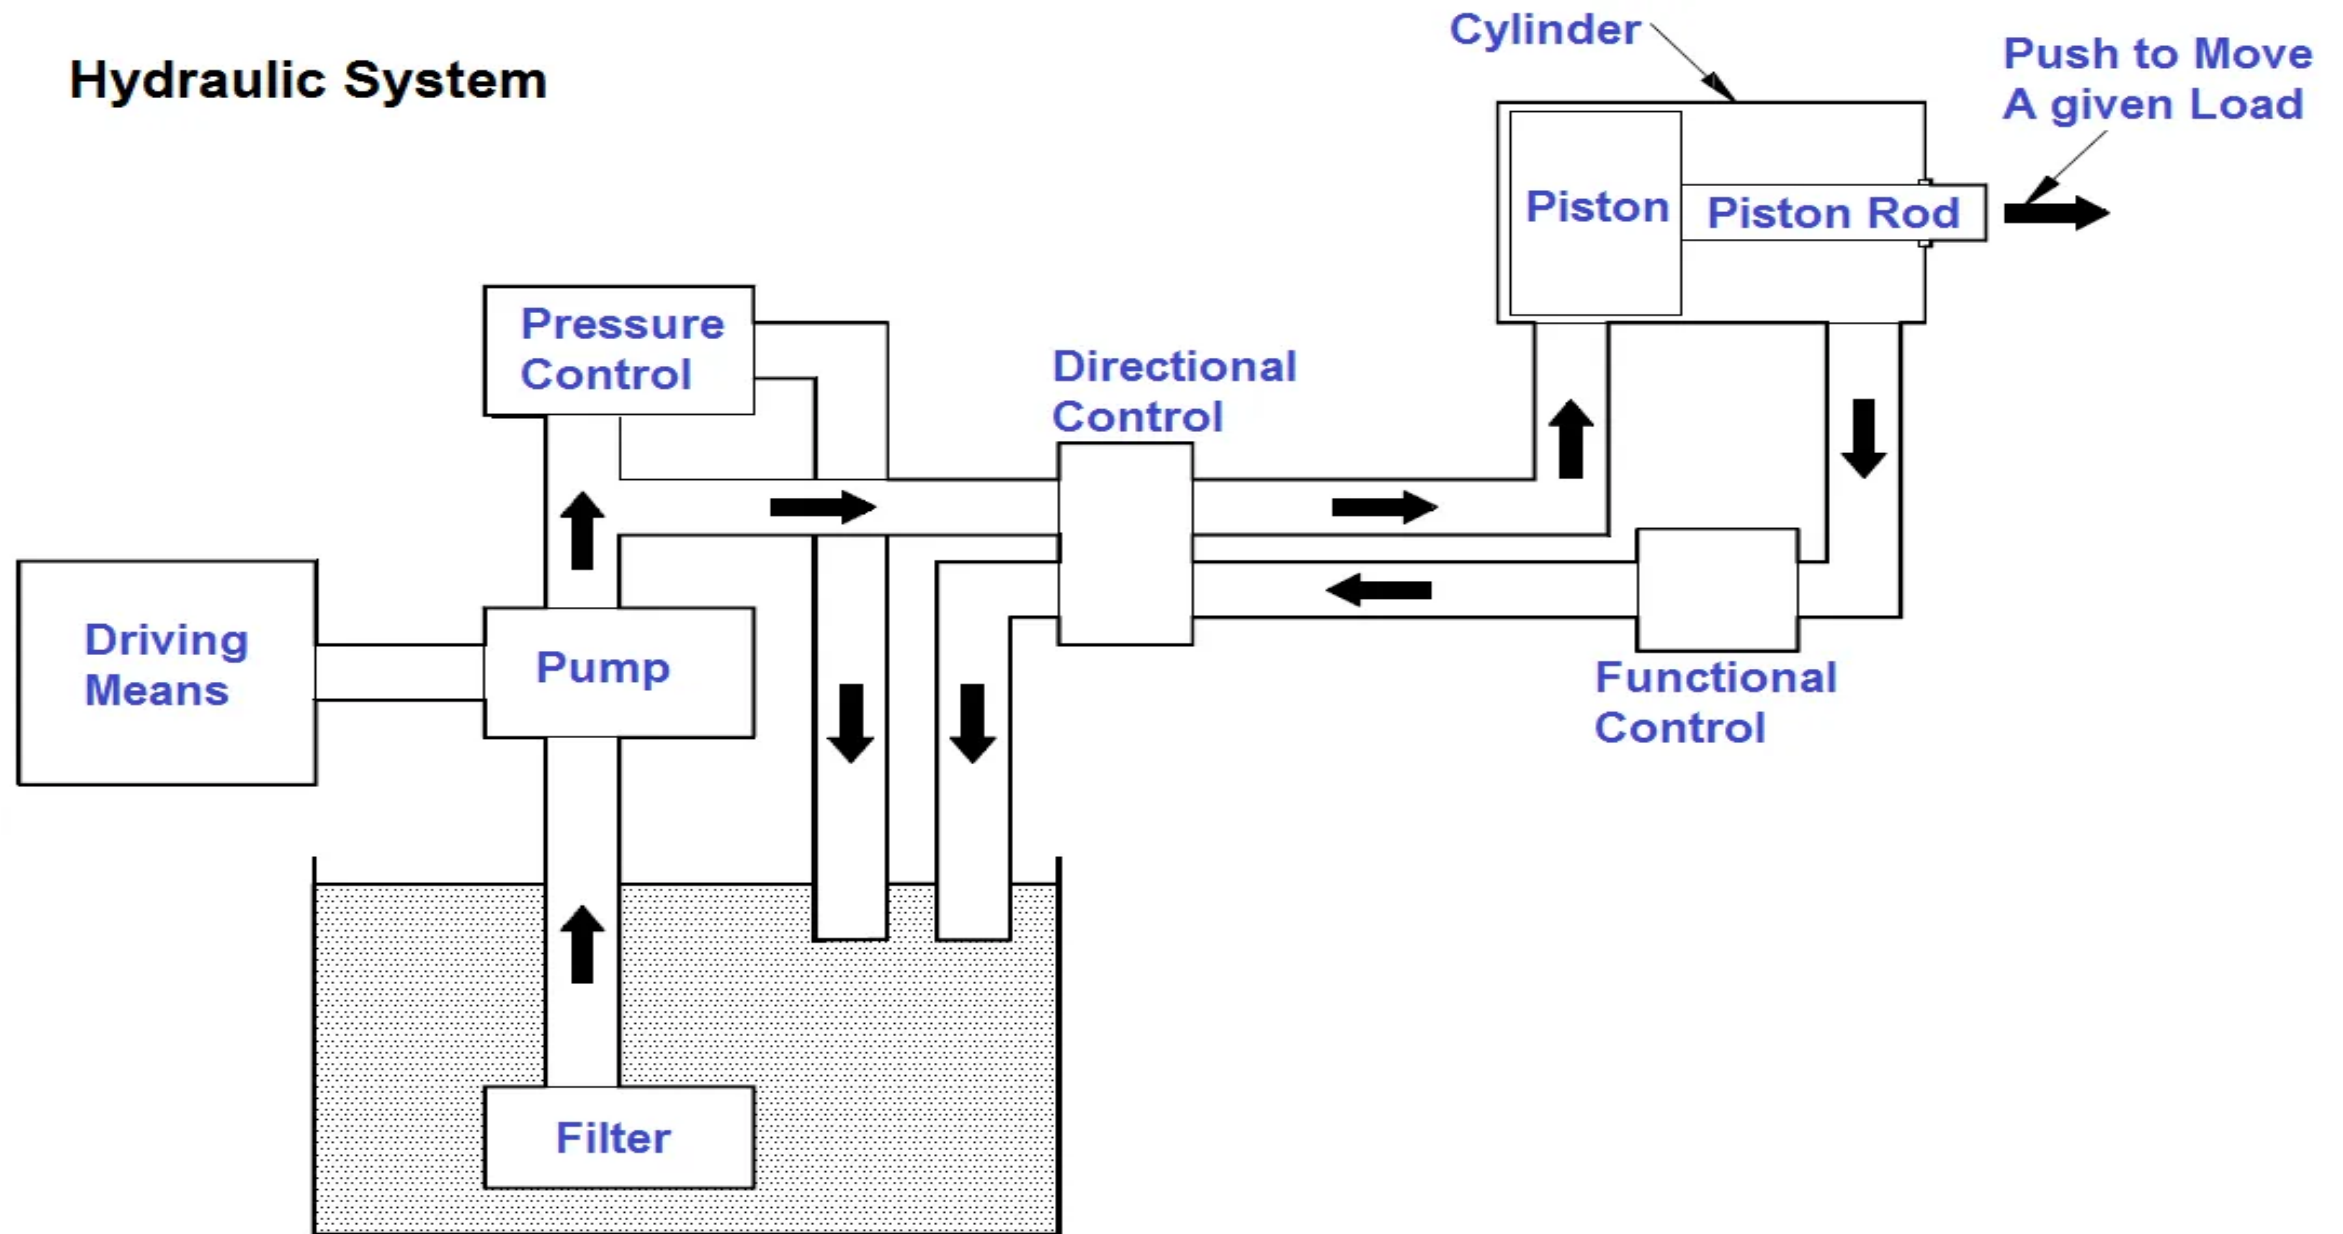 Hydraulic System
Cylinder
Push to Move
A given Load
Piston
Piston Rod
Pressure
Control
Directional
Control
Driving
Means
Pump
Functional
Control
Filter